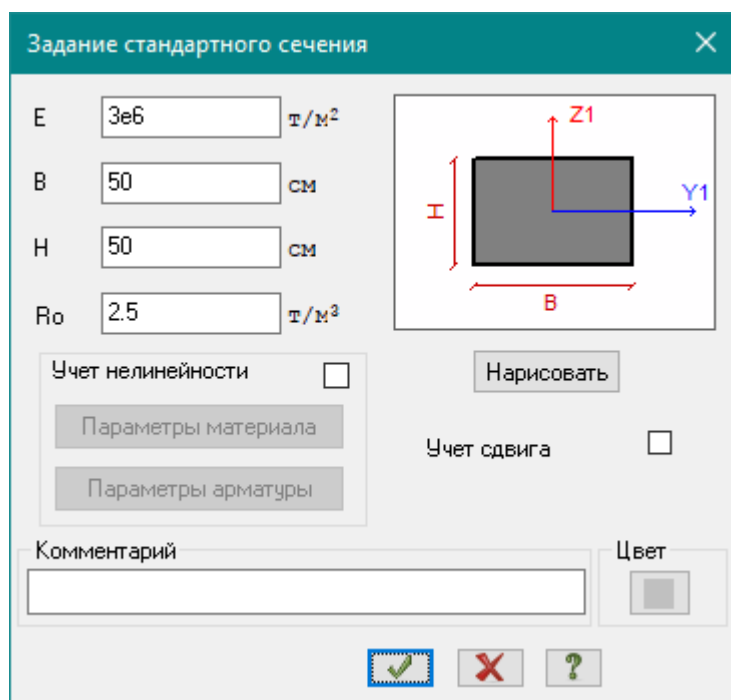 Задание стандартного сечения
E 3e6 т/м²
B 50 см
H 50 см
Ro 2.5 т/м³
Z1
Y1
H
B
Учет нелинейности
Параметры материала
Параметры арматуры
Нарисовать
Учет сдвига
Комментарий
Цвет
?